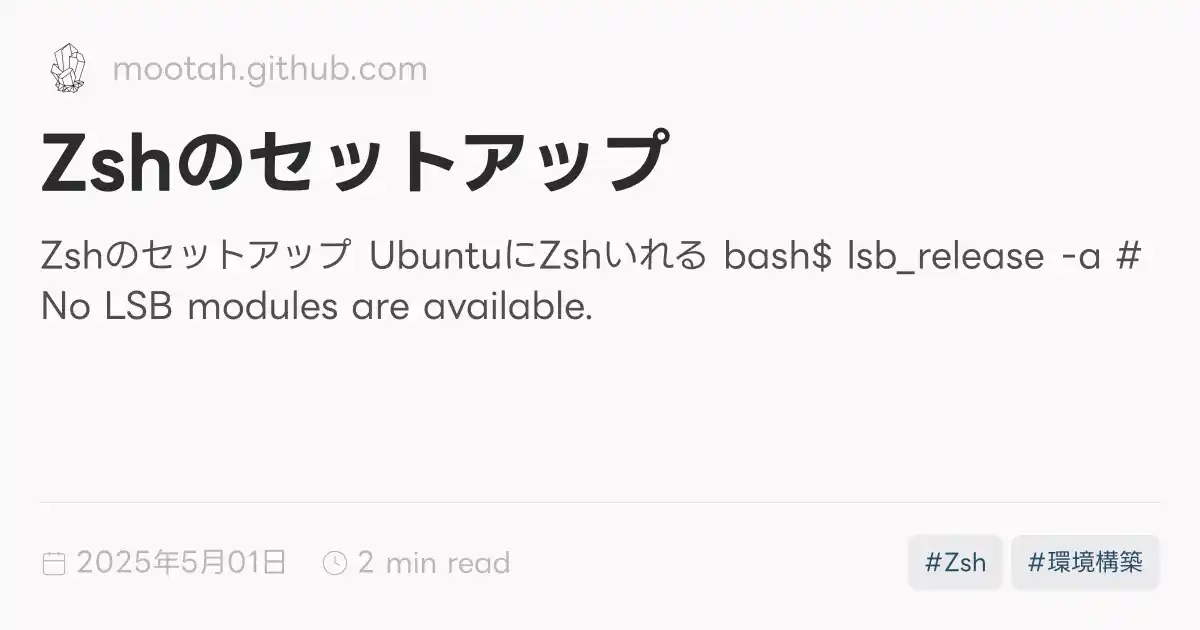 mootah.github.com
Zshのセットアップ
Zshのセットアップ UbuntuにZshいれる bash$ lsb_release -a #
No LSB modules are available.
2025年5月01日 2 min read #Zsh #環境構築